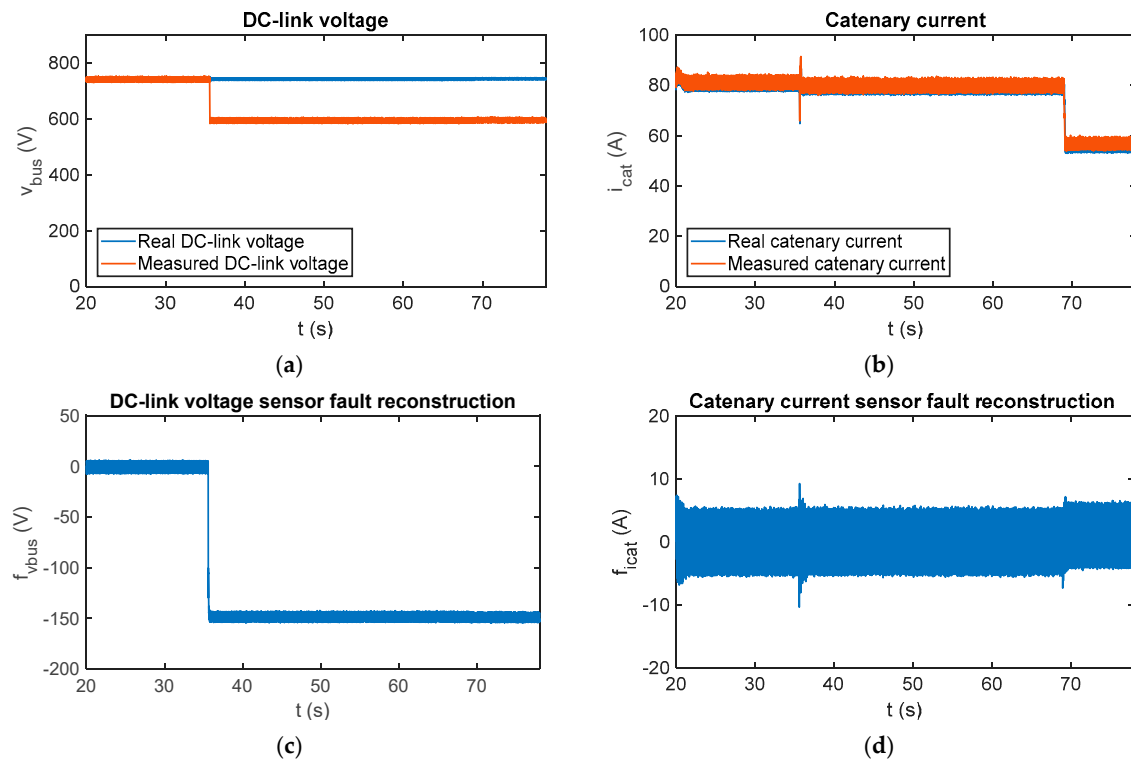 DC-link voltage
800
600
400
200
0
v_bus (V)
Real DC-link voltage
Measured DC-link voltage
20 30 40 50 60 70
t (s)
(a)
Catenary current
100
80
60
40
20
0
i_cat (A)
Real catenary current
Measured catenary current
20 30 40 50 60 70
t (s)
(b)
DC-link voltage sensor fault reconstruction
50
0
-50
-100
-150
-200
f_vbus (V)
20 30 40 50 60 70
t (s)
(c)
Catenary current sensor fault reconstruction
20
10
0
-10
-20
f_icat (A)
20 30 40 50 60 70
t (s)
(d)